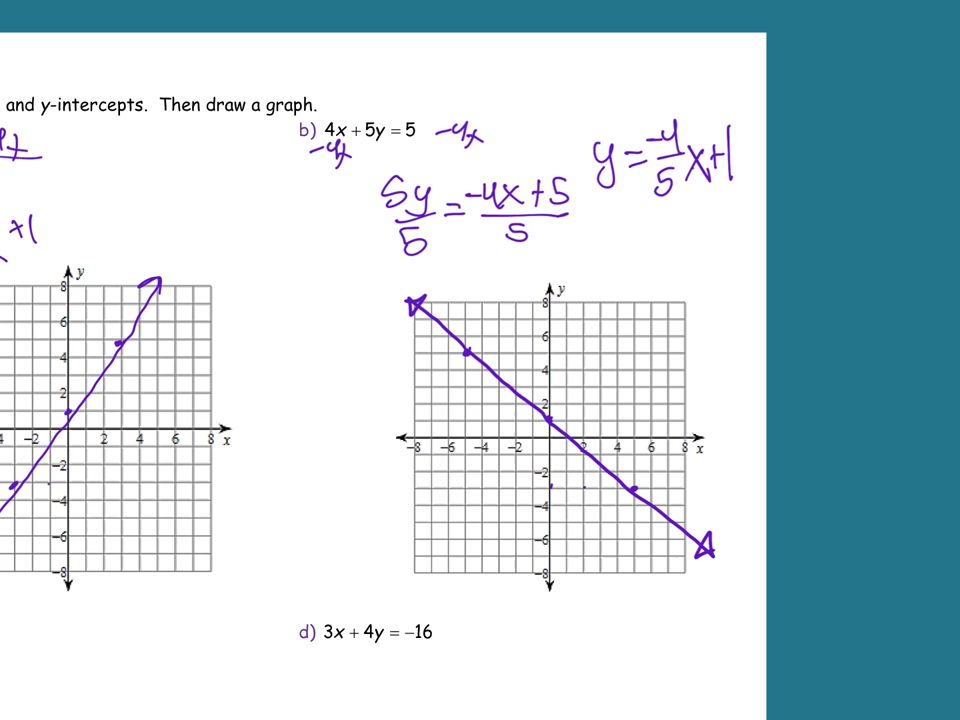 and y-intercepts. Then draw a graph.
b) 4x + 5y = 5
-4x -4x
5y/5 = -4x+5/5
y = -4/5 x+1
+1
y
8
6
4
2
-2
2 4 6 8 x
-2
-4
-6
-8
y
8
6
4
2
-8 -6 -4 -2
4 6 8 x
-2
-4
-6
-8
d) 3x + 4y = -16